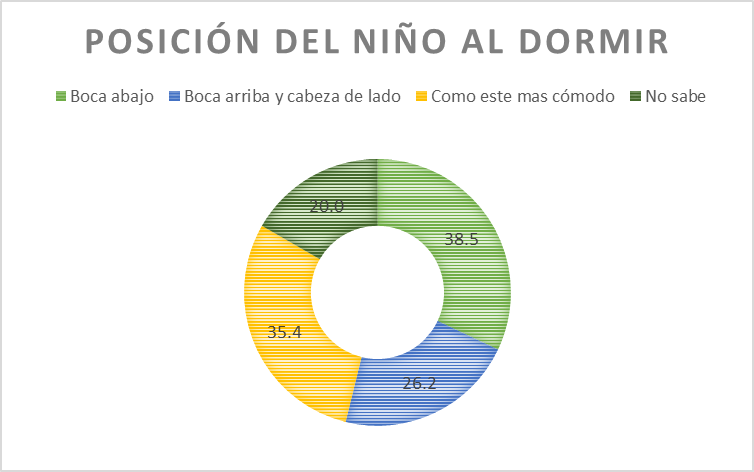 POSICIÓN DEL NIÑO AL DORMIR
Boca abajo Boca arriba y cabeza de lado Como este mas cómodo No sabe
20.0
38.5
35.4
26.2